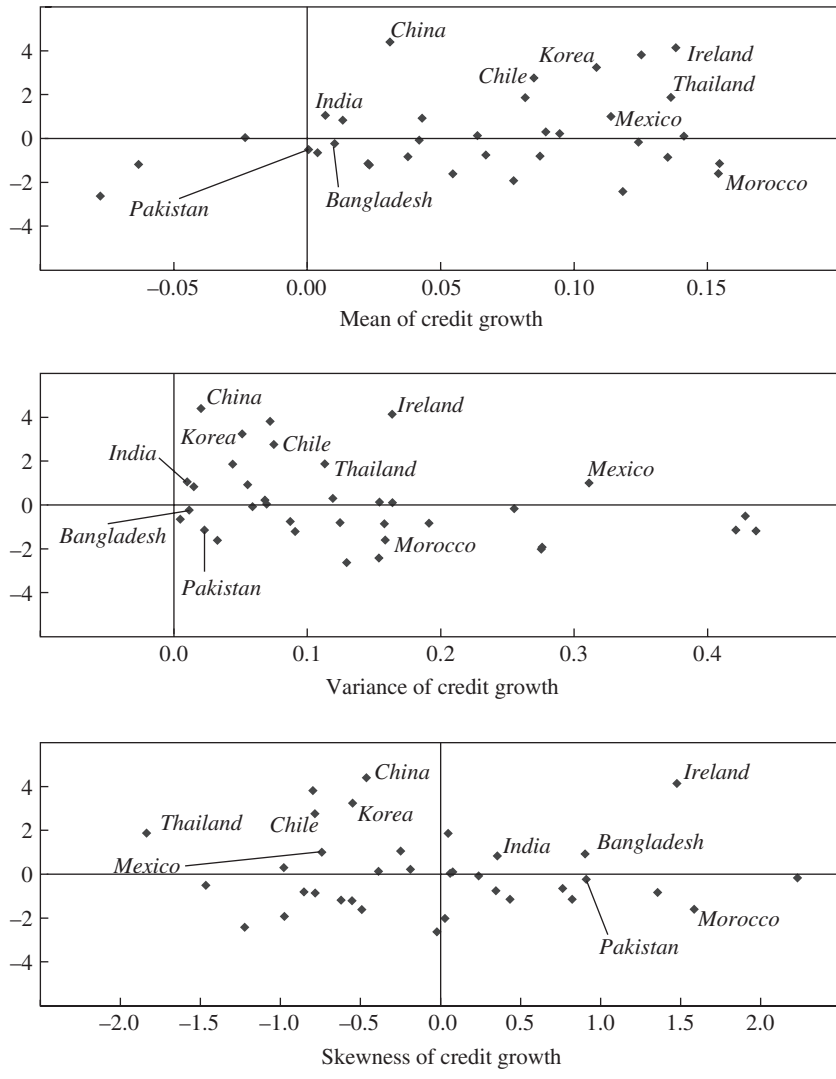 China
4
Korea
Ireland
Chile
Thailand
2
India
Mexico
0
−2
Pakistan
Bangladesh
Morocco
−4
−0.05 0.00 0.05 0.10 0.15
Mean of credit growth
4
China
Ireland
Korea
Chile
India
2
Thailand
Mexico
0
Bangladesh
Morocco
−2
Pakistan
−4
0.0 0.1 0.2 0.3 0.4
Variance of credit growth
4
China
Ireland
Thailand
Chile
Korea
2
India
Bangladesh
Mexico
0
−2
Morocco
Pakistan
−4
−2.0 −1.5 −1.0 −0.5 0.0 0.5 1.0 1.5 2.0
Skewness of credit growth